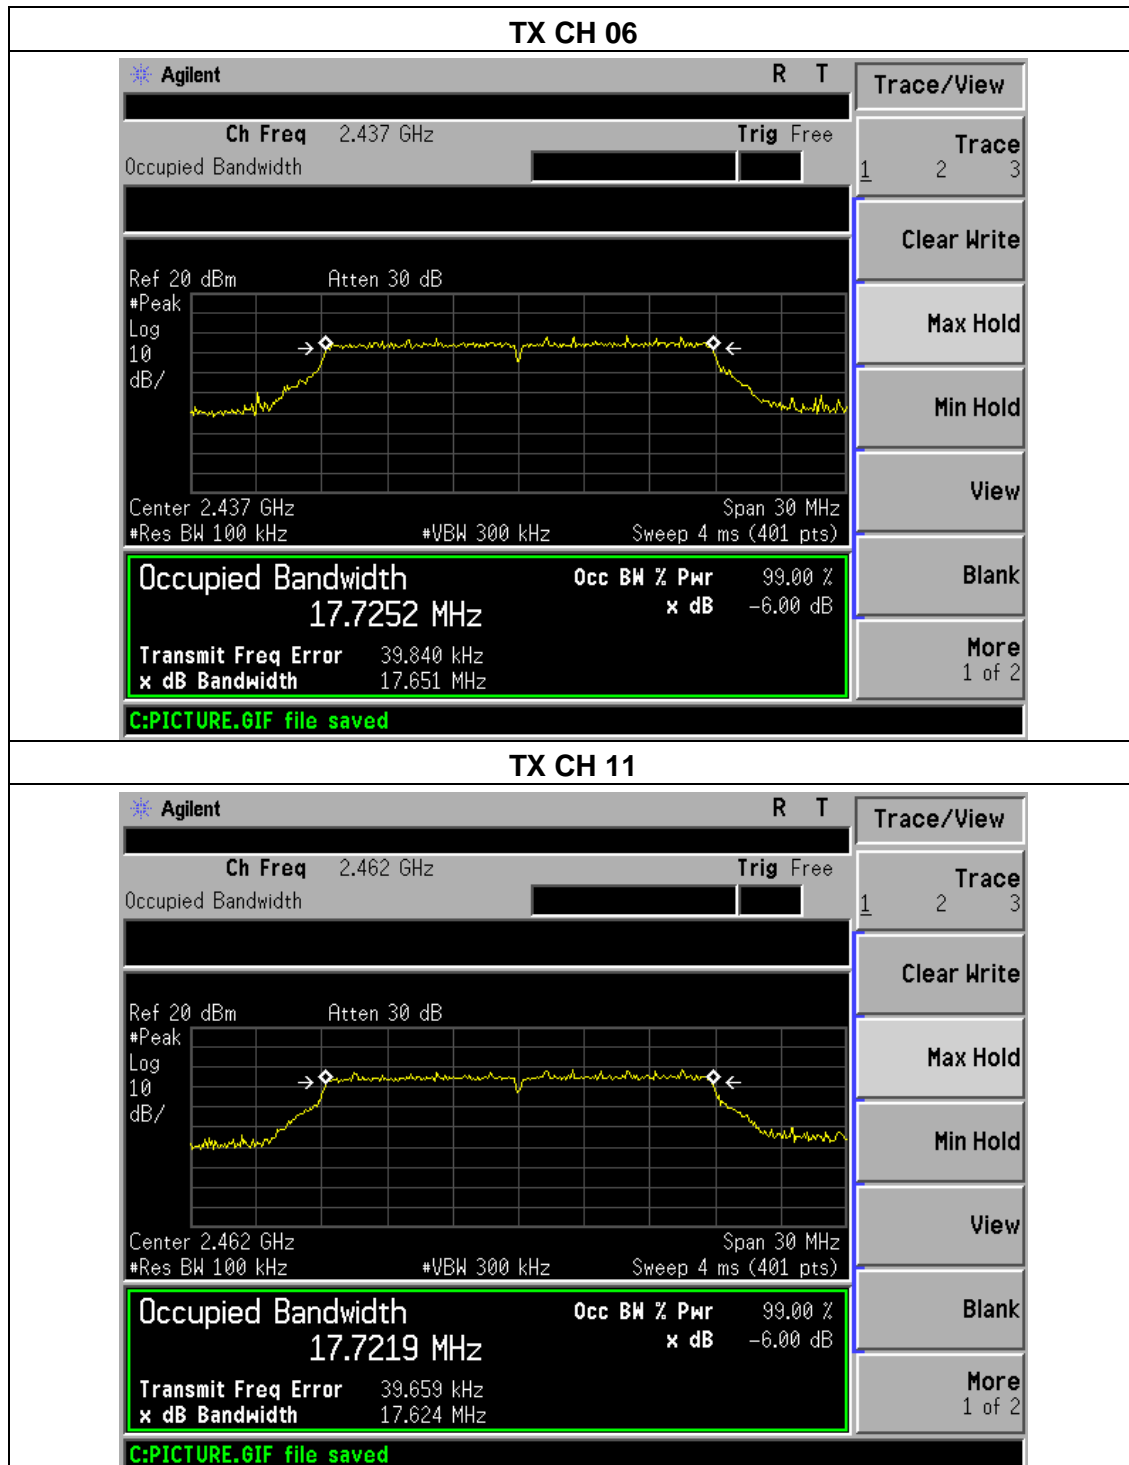 TX CH 06
Agilent R T
Trace/View
Ch Freq 2.437 GHz Trig Free
Occupied Bandwidth
Trace
1 2 3
Clear Write
Ref 20 dBm Atten 30 dB
#Peak
Log
10
dB/
Max Hold
Min Hold
View
Center 2.437 GHz Span 30 MHz
#Res BW 100 kHz #VBW 300 kHz Sweep 4 ms (401 pts)
Occupied Bandwidth Occ BW % Pwr 99.00 %
17.7252 MHz x dB -6.00 dB
Blank
Transmit Freq Error 39.840 kHz
x dB Bandwidth 17.651 MHz
More
1 of 2
C:PICTURE.GIF file saved
TX CH 11
Agilent R T
Trace/View
Ch Freq 2.462 GHz Trig Free
Occupied Bandwidth
Trace
1 2 3
Clear Write
Ref 20 dBm Atten 30 dB
#Peak
Log
10
dB/
Max Hold
Min Hold
View
Center 2.462 GHz Span 30 MHz
#Res BW 100 kHz #VBW 300 kHz Sweep 4 ms (401 pts)
Occupied Bandwidth Occ BW % Pwr 99.00 %
17.7219 MHz x dB -6.00 dB
Blank
Transmit Freq Error 39.659 kHz
x dB Bandwidth 17.624 MHz
More
1 of 2
C:PICTURE.GIF file saved